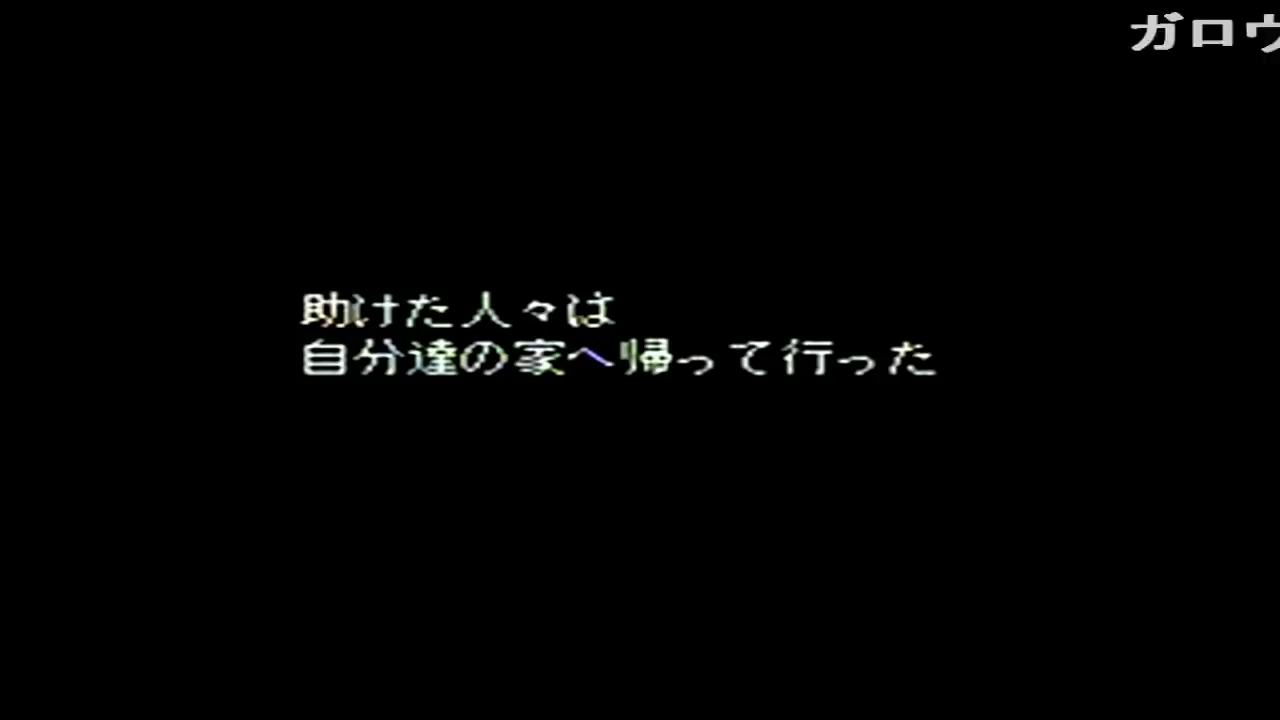 ガロウ
助けた人々は
自分達の家へ帰って行った